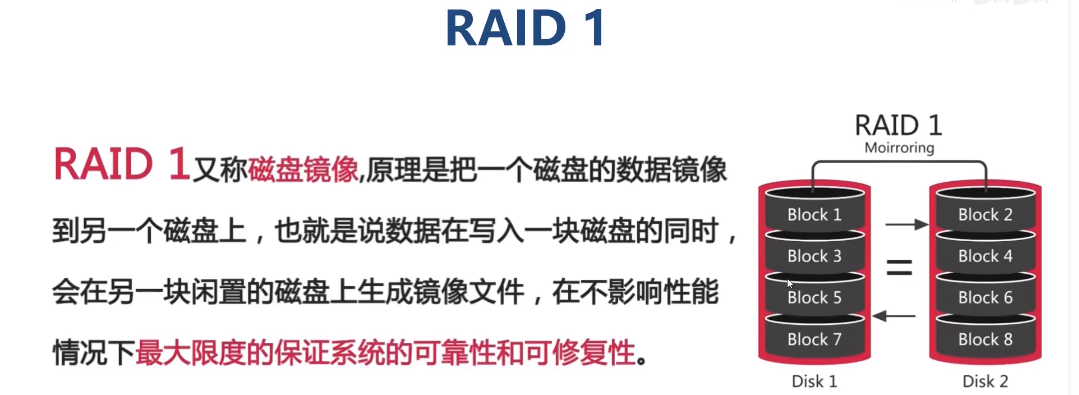 RAID 1
RAID 1又称磁盘镜像,原理是把一个磁盘的数据镜像
到另一个磁盘上，也就是说数据在写入一块磁盘的同时，
会在另一块闲置的磁盘上生成镜像文件，在不影响性能
情况下最大限度的保证系统的可靠性和可修复性。
RAID 1
Moirroring
Block 1
Block 3
Block 5
Block 7
Disk 1
=
Block 2
Block 4
Block 6
Block 8
Disk 2